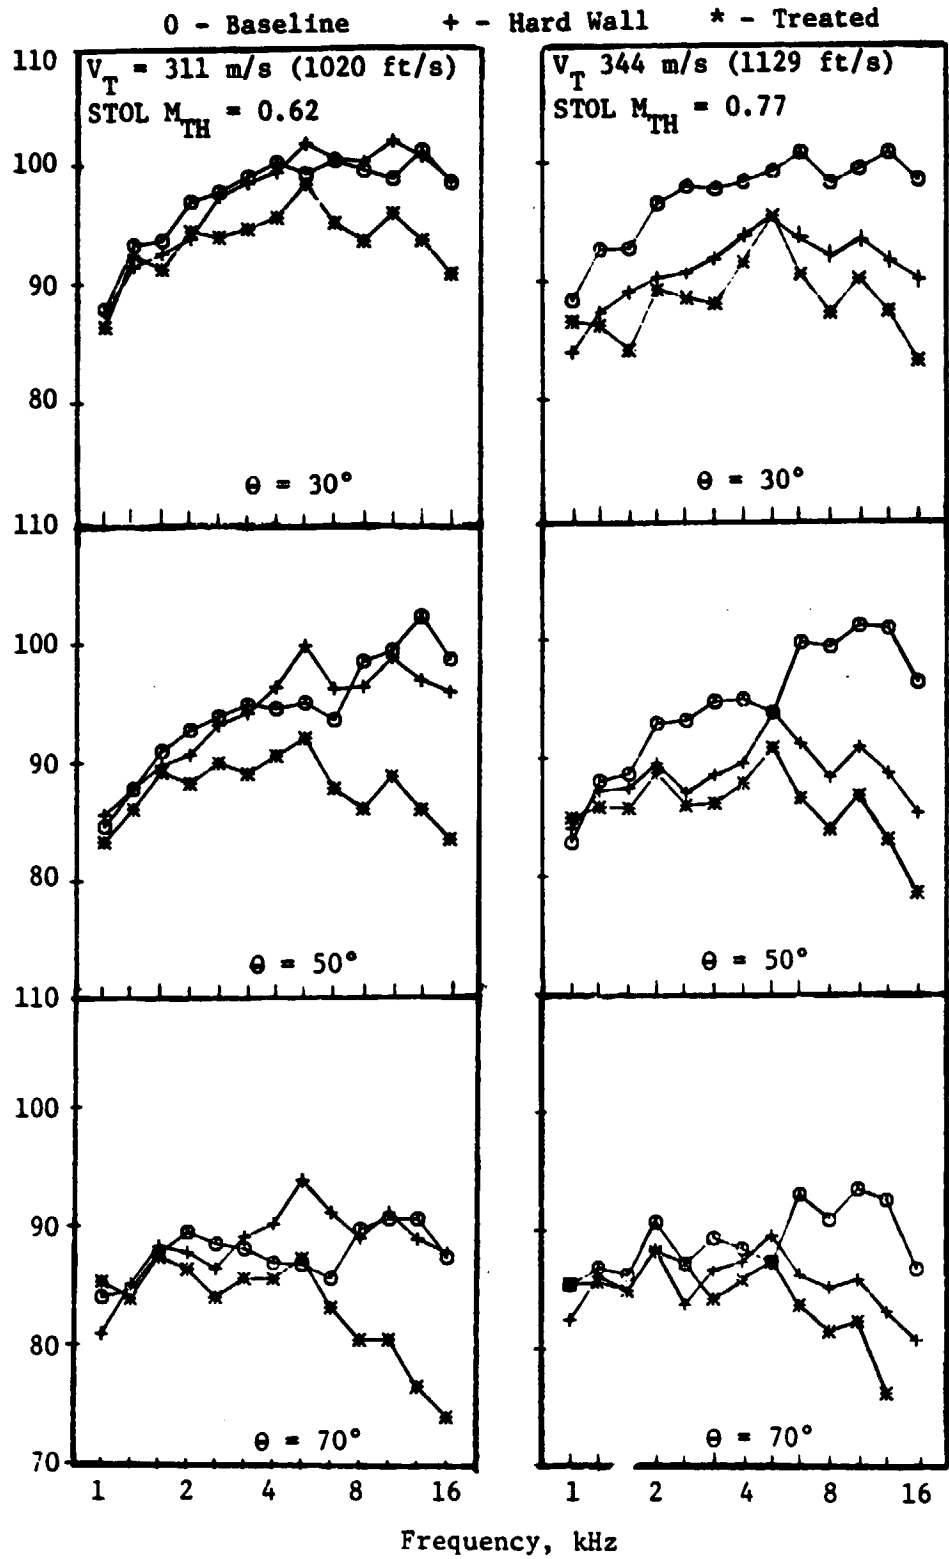 O - Baseline + - Hard Wall * - Treated
V_T = 311 m/s (1020 ft/s)
STOL M_TH = 0.62
V_T 344 m/s (1129 ft/s)
STOL M_TH = 0.77
110
100
90
80
θ = 30°
θ = 30°
110
100
90
80
θ = 50°
θ = 50°
110
100
90
80
70
θ = 70°
θ = 70°
1 2 4 8 16
1 2 4 8 16
Frequency, kHz